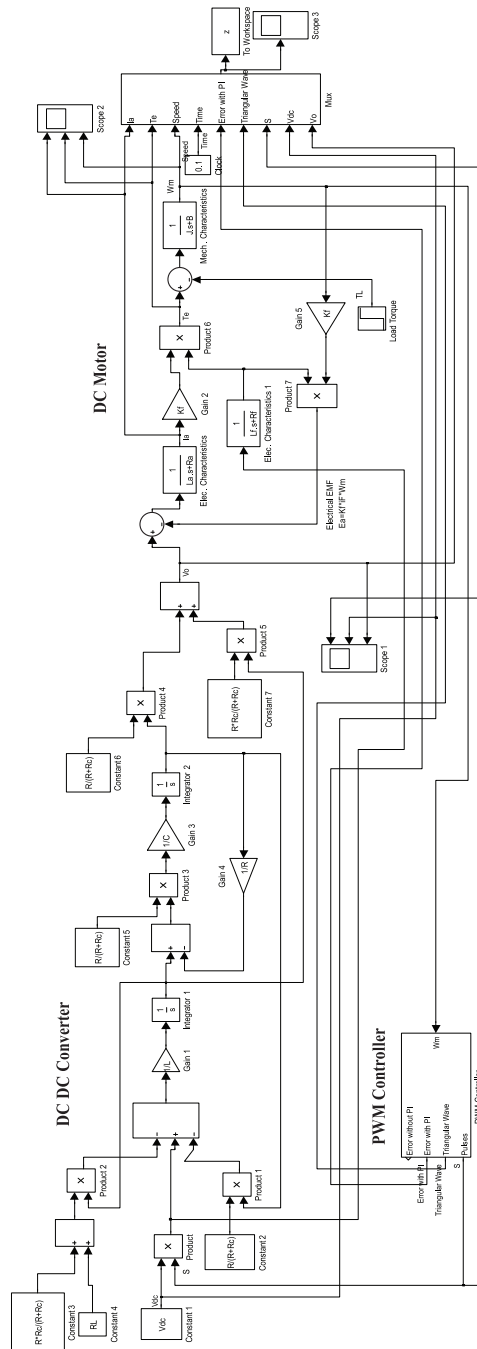 DC DC Converter
DC Motor
PWM Controller
R*Rc/(R+Rc)
Constant 3
RL
Constant 4
+
+
X
Product 2
Vdc
Vdc
Constant 1
S
X
Product
R/(R+Rc)
Constant 2
X
Product 1
-
+
-
1/L
Gain 1
1
s
Integrator 1
R/(R+Rc)
Constant 5
+
-
X
Product 3
1/C
Gain 3
1
s
Integrator 2
1/R
Gain 4
R/(R+Rc)
Constant 6
X
Product 4
R*Rc/(R+Rc)
Constant 7
X
Product 5
+
+
Vo
Scope 1
+
-
1
La.s+Ra
Elec. Characteristics
Ia
Kf
Gain 2
1
Lf.s+Rf
Elec. Characteristics 1
Electrical EMF
Ea=Kf*IF*Wm
X
Product 7
X
Product 6
Te
Gain 5
Kf
+
-
TL
Load Torque
1
J.s+B
Mech. Characteristics
Wm
Speed
0.1
Clock
Time
Scope 2
Ia
Te
Speed
Time
Error with PI
Triangular Wave
S
Vdc
Vo
Mux
z
To Workspace
Scope 3
Wm
Error without PI
Error with PI
Triangular Wave
Pulses
Error with PI
Triangular Wave
S